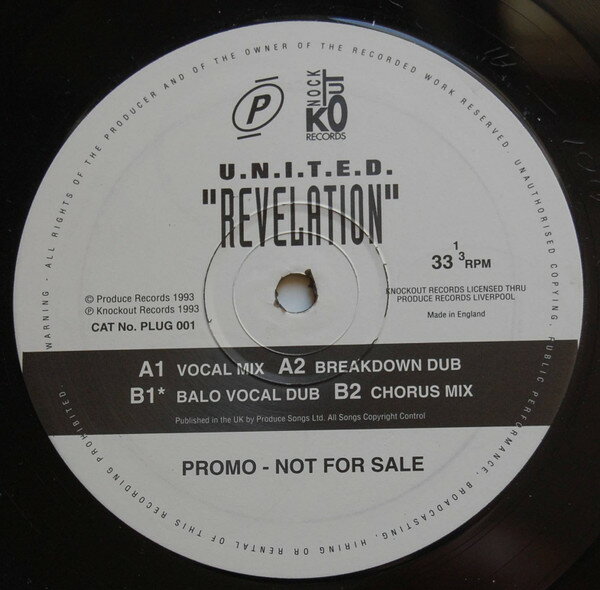 WARNING - ALL RIGHTS OF THE PRODUCER AND OF THE OWNER OF THE RECORDED WORK RESERVED. UNAUTHORISED COPYING, PUBLIC PERFORMANCE, BROADCASTING, HIRING OR RENTAL OF THIS RECORDING PROHIBITED.
P
KNOCK
KOUT
RECORDS
U.N.I.T.E.D.
"REVELATION"
33 1/3 RPM
© Produce Records 1993
℗ Knockout Records 1993
CAT No. PLUG 001
KNOCKOUT RECORDS LICENSED THRU
PRODUCE RECORDS LIVERPOOL
Made in England
A1 VOCAL MIX A2 BREAKDOWN DUB
B1* BALO VOCAL DUB B2 CHORUS MIX
Published in the UK by Produce Songs Ltd. All Songs Copyright Control
PROMO - NOT FOR SALE